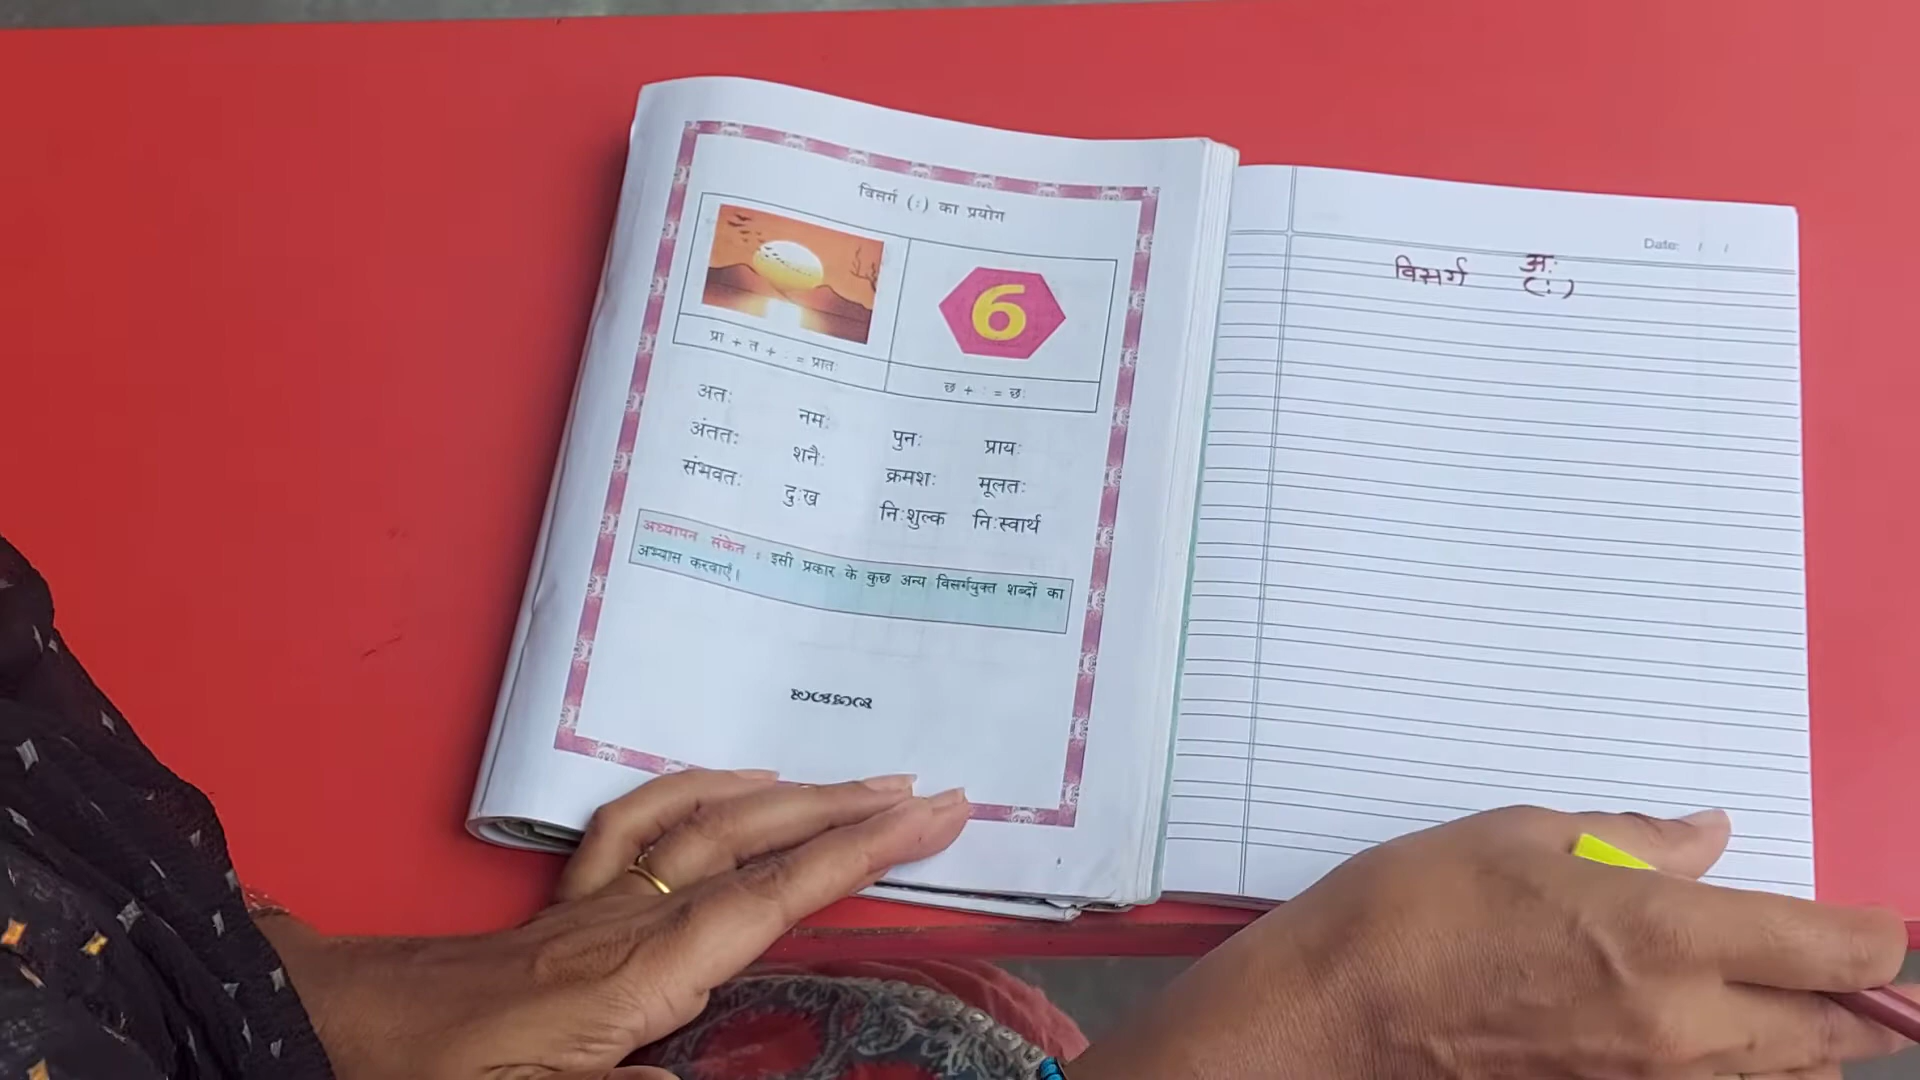 विसर्ग (ः) का प्रयोग
6
प्रा + त + ः = प्रातः
छ + ः = छः
अतः नमः पुनः प्रायः
अंततः शनैः क्रमशः मूलतः
संभवतः दुःख निःशुल्क निःस्वार्थ
अध्यापन संकेत : इसी प्रकार के कुछ अन्य विसर्गयुक्त शब्दों का
अभ्यास करवाएँ।
Date: / /
विसर्ग अः
(ः)